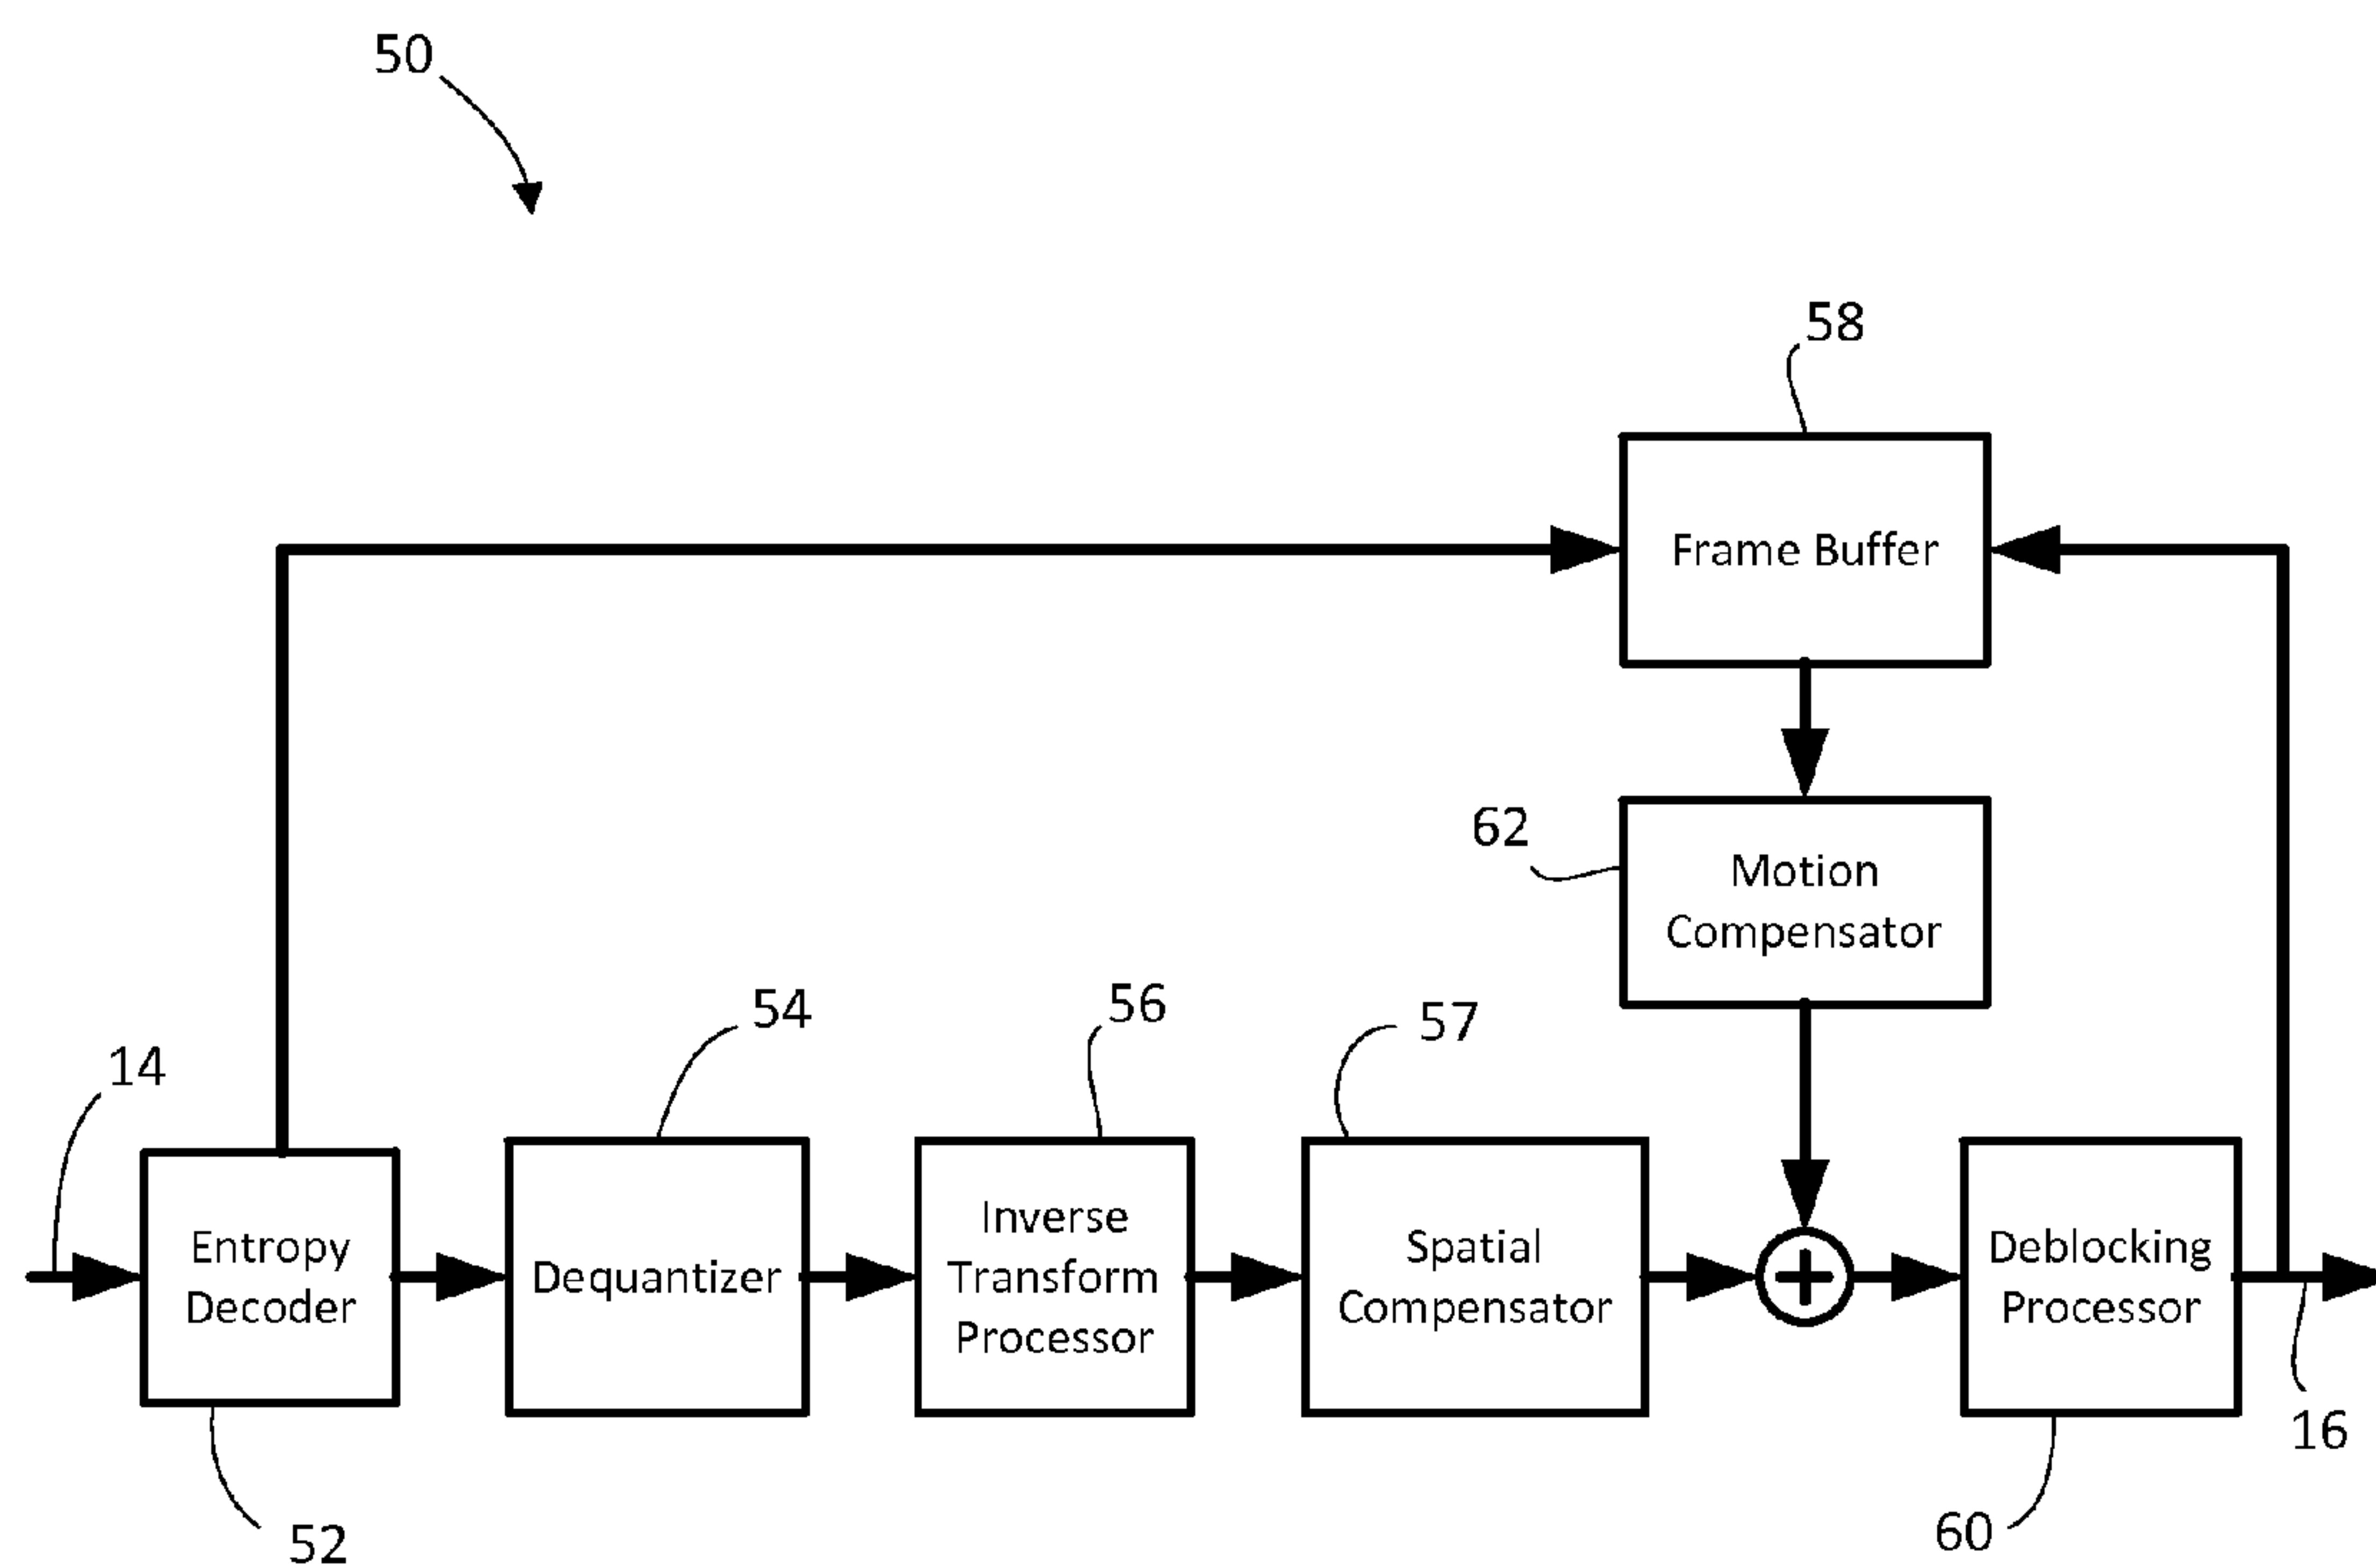 50
58
Frame Buffer
62
Motion
Compensator
14
54
56
57
Entropy
Decoder
Dequantizer
Inverse
Transform
Processor
Spatial
Compensator
Deblocking
Processor
16
52
60